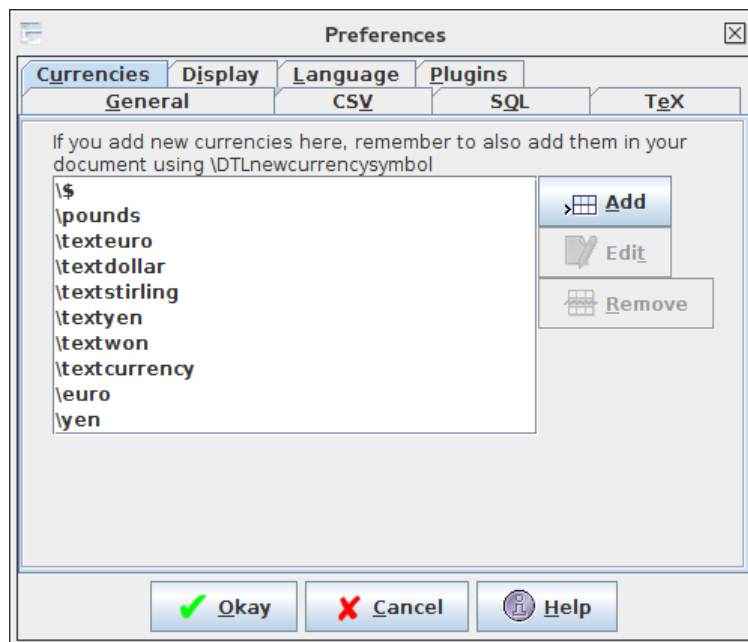 Preferences
Currencies Display Language Plugins
General CSV SQL TeX
If you add new currencies here, remember to also add them in your
document using \DTLnewcurrencysymbol
\$
\pounds
\texteuro
\textdollar
\textstirling
\textyen
\textwon
\textcurrency
\euro
\yen
Add
Edit
Remove
Okay Cancel Help